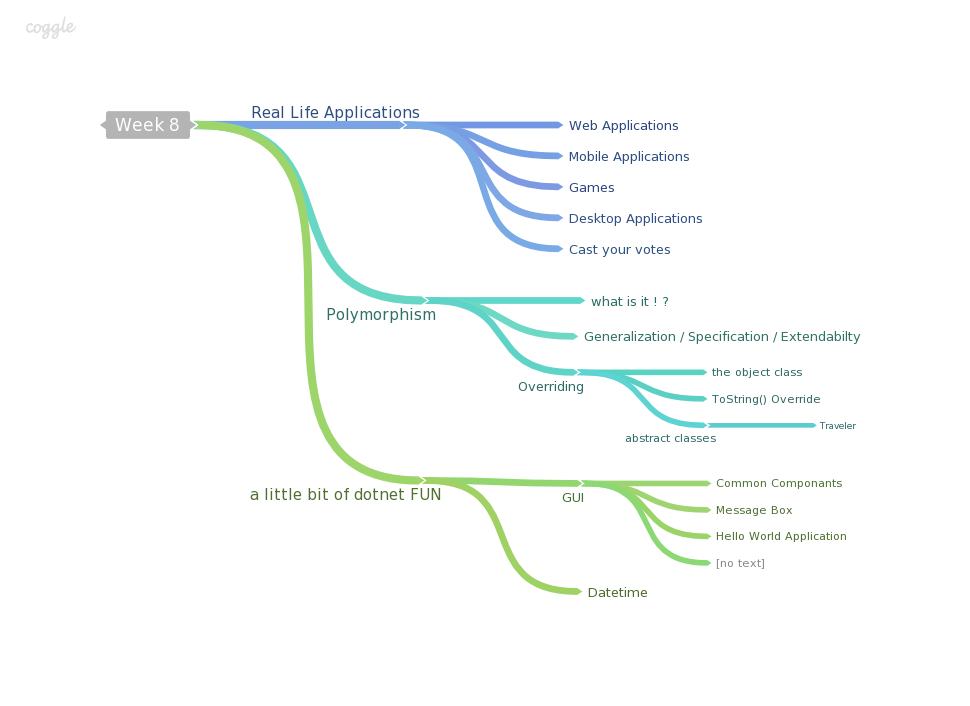 coggle
Week 8
Real Life Applications
Web Applications
Mobile Applications
Games
Desktop Applications
Cast your votes
Polymorphism
what is it ! ?
Generalization / Specification / Extendabilty
Overriding
the object class
ToString() Override
abstract classes
Traveler
a little bit of dotnet FUN
GUI
Common Componants
Message Box
Hello World Application
[no text]
Datetime